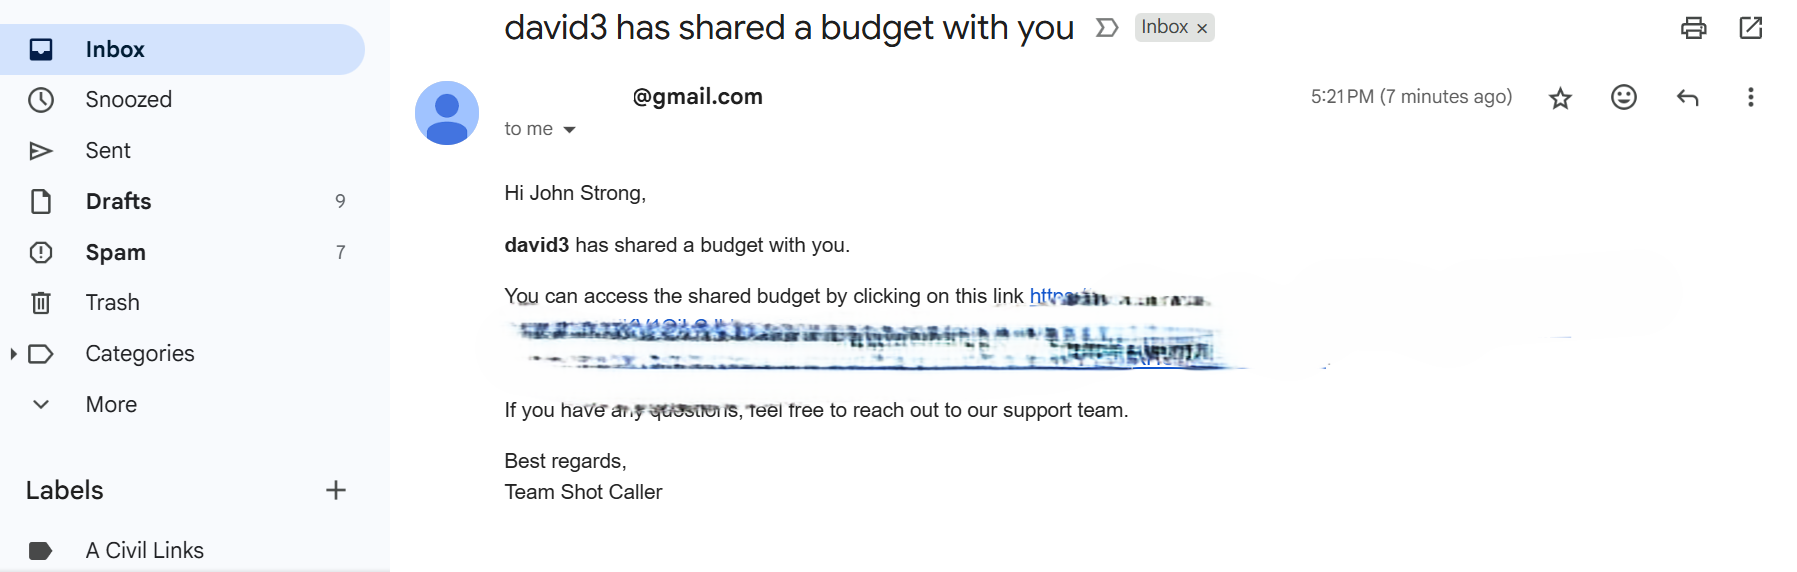 david3 has shared a budget with you
Inbox ×
Inbox
@gmail.com
5:21 PM (7 minutes ago)
to me
Snoozed
Sent
Drafts 9
Spam 7
Trash
Categories
More
Labels +
A Civil Links
Hi John Strong,
david3 has shared a budget with you.
You can access the shared budget by clicking on this link
If you have any questions, feel free to reach out to our support team.
Best regards,
Team Shot Caller